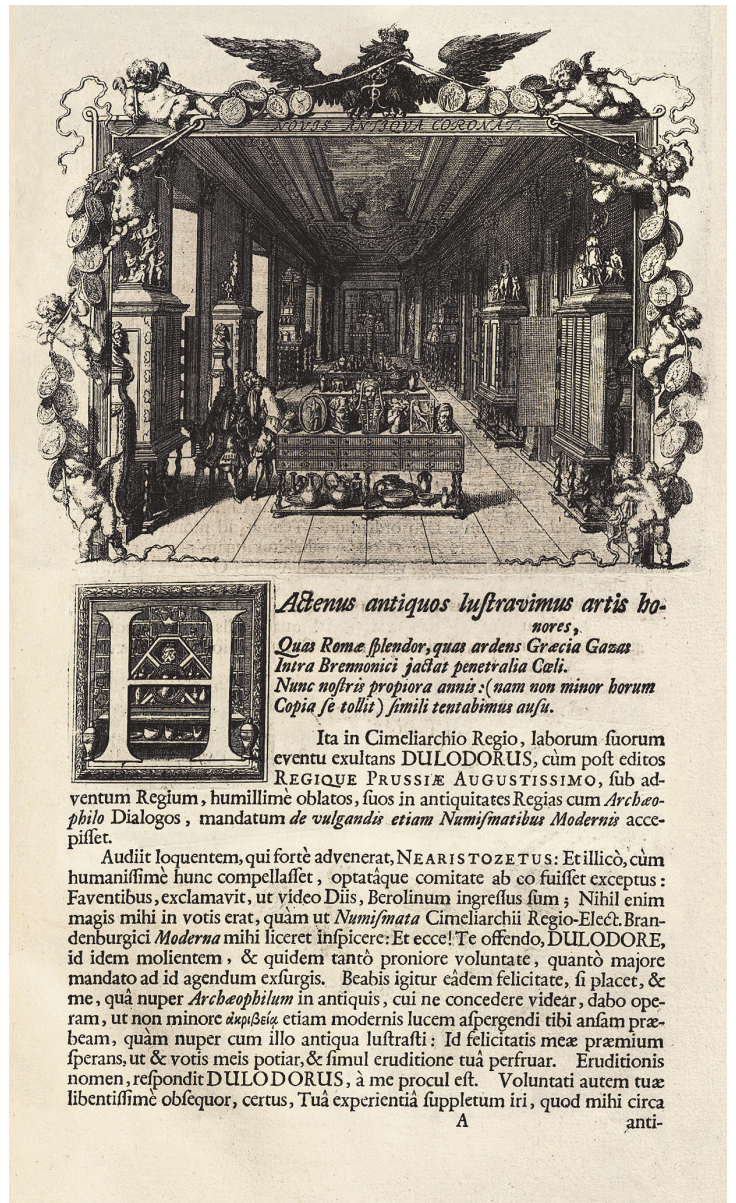 NOVIS ANTIQVA CORONAT.
HActenus antiquos luſtravimus artis ho-
nores,
Quas Romæ ſplendor, quas ardens Græcia Gazas
Intra Brennonici jactat penetralia Cœli.
Nunc noſtris propiora annis: (nam non minor horum
Copia ſe tollit) ſimili tentabimus auſu.
Ita in Cimeliarchio Regio, laborum ſuorum
eventu exultans DULODORUS, cùm poſt editos
REGIQUE PRUSSIÆ AUGUSTISSIMO, ſub ad-
ventum Regium, humillimè oblatos, ſuos in antiquitates Regias cum Archæo-
philo Dialogos, mandatum de vulgandis etiam Numiſmatibus Modernis acce-
piſſet.
Audiit loquentem, qui fortè advenerat, NEARISTOZETUS: Et illicò, cùm
humaniſſimè hunc compellaſſet, optatâque comitate ab eo fuiſſet exceptus:
Faventibus, exclamavit, ut video Diis, Berolinum ingreſſus ſum; Nihil enim
magis mihi in votis erat, quàm ut Numiſmata Cimeliarchii Regio-Elect. Bran-
denburgici Moderna mihi liceret inſpicere: Et ecce! Te offendo, DULODORE,
id idem molientem, & quidem tantò proniore voluntate, quantò majore
mandato ad id agendum exſurgis. Beabis igitur eâdem felicitate, ſi placet, &
me, quâ nuper Archæophilum in antiquis, cui ne concedere videar, dabo ope-
ram, ut non minore ἀκριβείᾳ etiam modernis lucem aſpergendi tibi anſam præ-
beam, quàm nuper cum illo antiqua luſtraſti: Id felicitatis meæ præmium
ſperans, ut & votis meis potiar, & ſimul eruditione tuâ perfruar. Eruditionis
nomen, reſpondit DULODORUS, à me procul eſt. Voluntati autem tuæ
libentiſſimè obſequor, certus, Tuâ experientiâ ſuppletum iri, quod mihi circa
A anti-